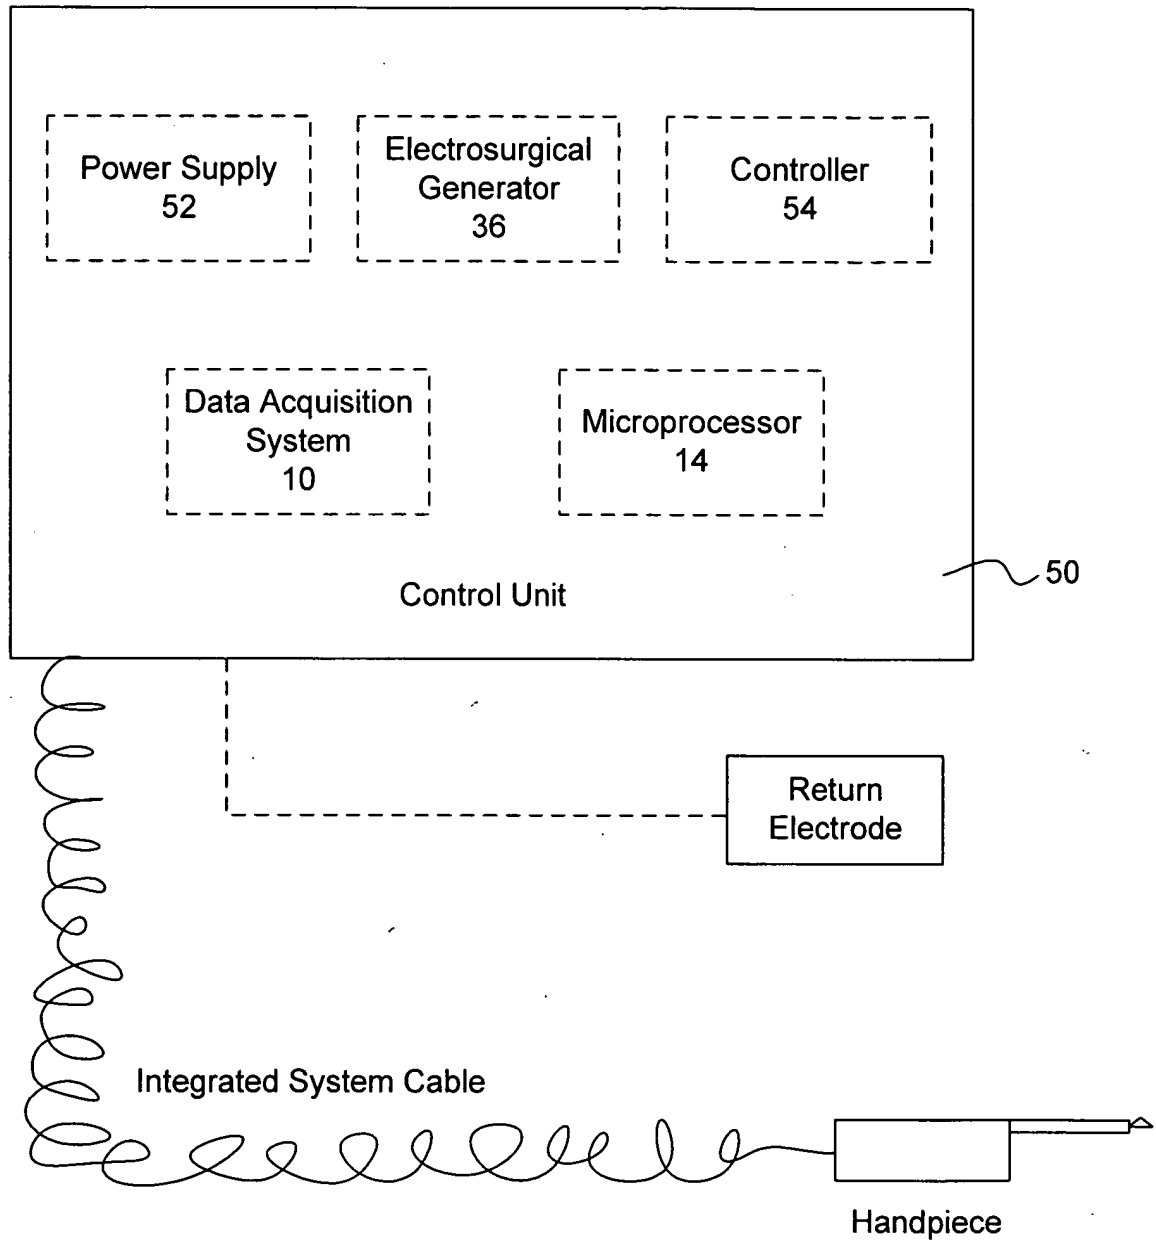 Power Supply
52
Electrosurgical
Generator
36
Controller
54
Data Acquisition
System
10
Microprocessor
14
50
Control Unit
Return
Electrode
Integrated System Cable
Handpiece